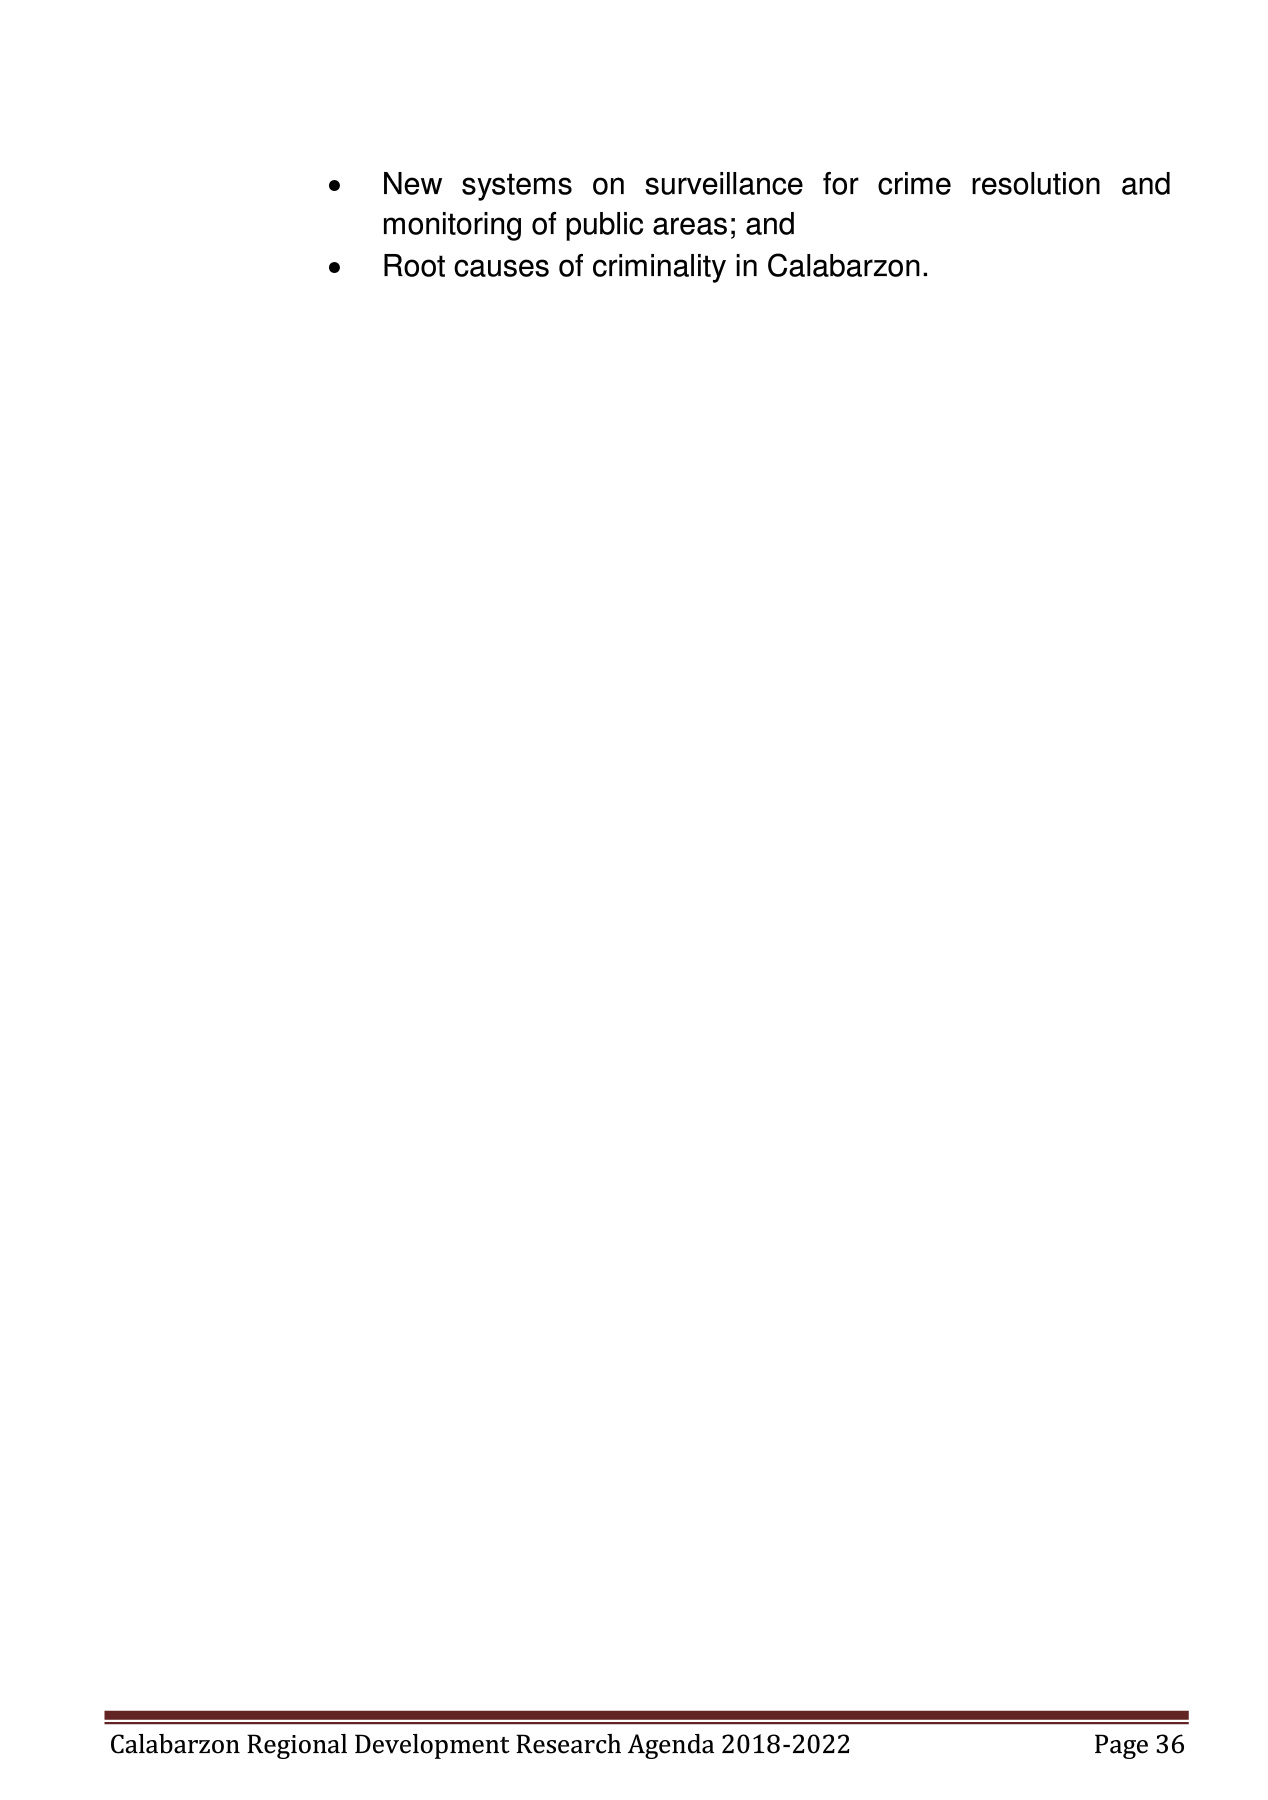 • New systems on surveillance for crime resolution and
monitoring of public areas; and
• Root causes of criminality in Calabarzon.
Calabarzon Regional Development Research Agenda 2018-2022 Page 36